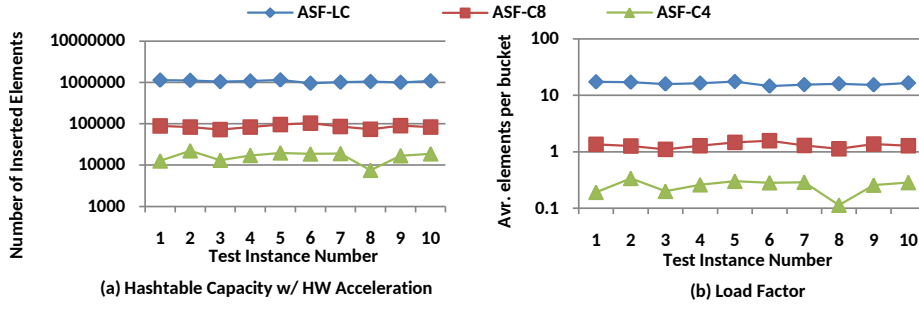 ASF-LC ASF-C8 ASF-C4
Number of Inserted Elements
10000000
1000000
100000
10000
1000
1 2 3 4 5 6 7 8 9 10
Test Instance Number
(a) Hashtable Capacity w/ HW Acceleration
Avr. elements per bucket
100
10
1
0.1
1 2 3 4 5 6 7 8 9 10
Test Instance Number
(b) Load Factor